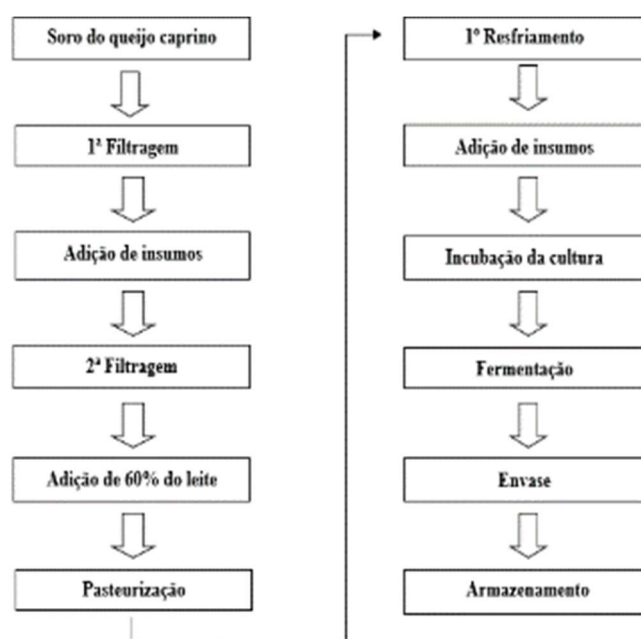 Soro do queijo caprino
1ª Filtragem
Adição de insumos
2ª Filtragem
Adição de 60% do leite
Pasteurização
1º Resfriamento
Adição de insumos
Incubação da cultura
Fermentação
Envase
Armazenamento